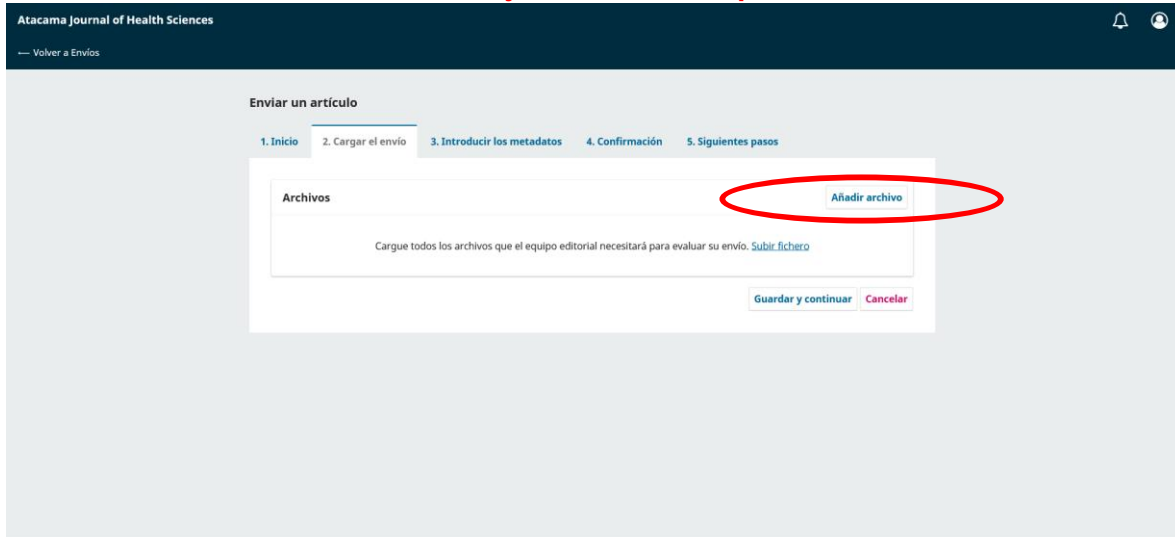 Atacama Journal of Health Sciences
← Volver a Envíos
Enviar un artículo
1. Inicio 2. Cargar el envío 3. Introducir los metadatos 4. Confirmación 5. Siguientes pasos
Archivos Añadir archivo
Cargue todos los archivos que el equipo editorial necesitará para evaluar su envío. Subir fichero
Guardar y continuar Cancelar